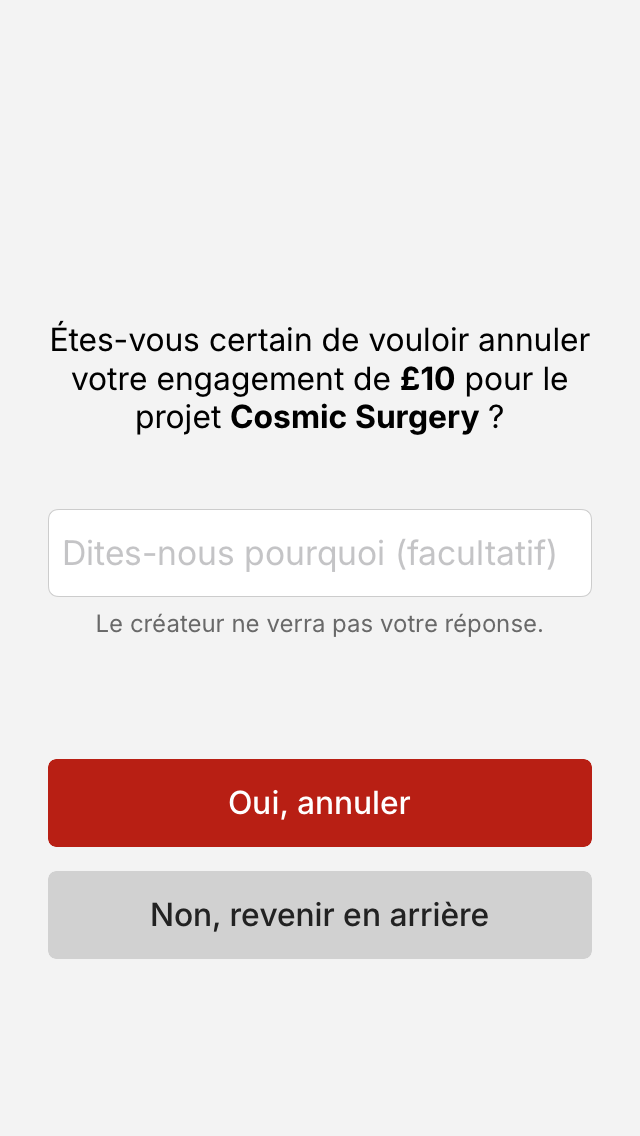 Êtes-vous certain de vouloir annuler
votre engagement de £10 pour le
projet Cosmic Surgery ?
Dites-nous pourquoi (facultatif)
Le créateur ne verra pas votre réponse.
Oui, annuler
Non, revenir en arrière